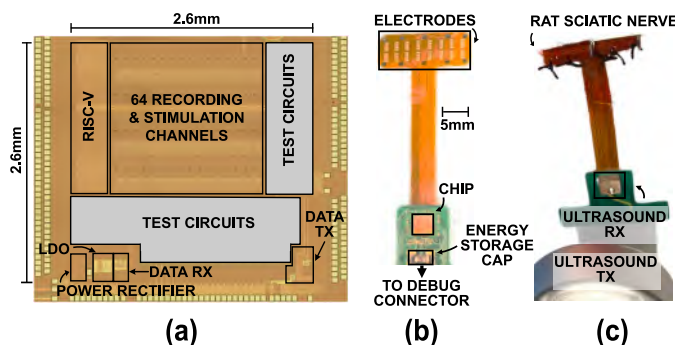 2.6mm
2.6mm
RISC-V
64 RECORDING
& STIMULATION
CHANNELS
TEST CIRCUITS
TEST CIRCUITS
DATA
TX
LDO
DATA RX
POWER RECTIFIER
(a)
ELECTRODES
5mm
CHIP
ENERGY
STORAGE
CAP
TO DEBUG
CONNECTOR
(b)
RAT SCIATIC NERVE
ULTRASOUND
RX
ULTRASOUND
TX
(c)